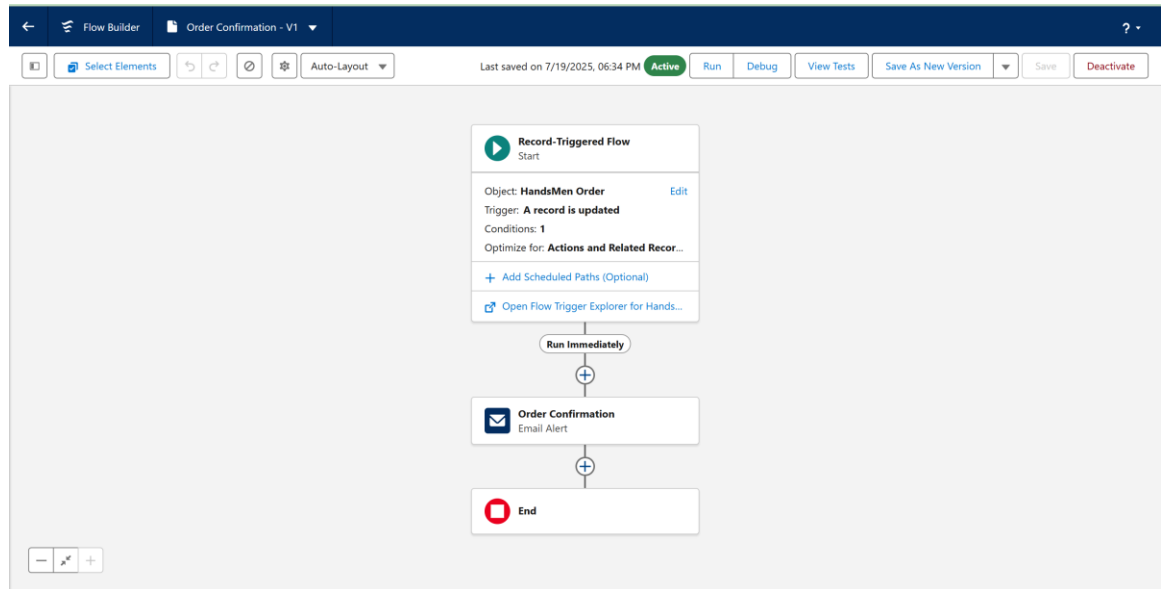 Flow Builder
Order Confirmation - V1
?
Select Elements
Auto-Layout
Last saved on 7/19/2025, 06:34 PM
Active
Run
Debug
View Tests
Save As New Version
Save
Deactivate
Record-Triggered Flow
Start
Object: HandsMen Order
Edit
Trigger: A record is updated
Conditions: 1
Optimize for: Actions and Related Recor...
+ Add Scheduled Paths (Optional)
Open Flow Trigger Explorer for Hands...
Run Immediately
Order Confirmation
Email Alert
End